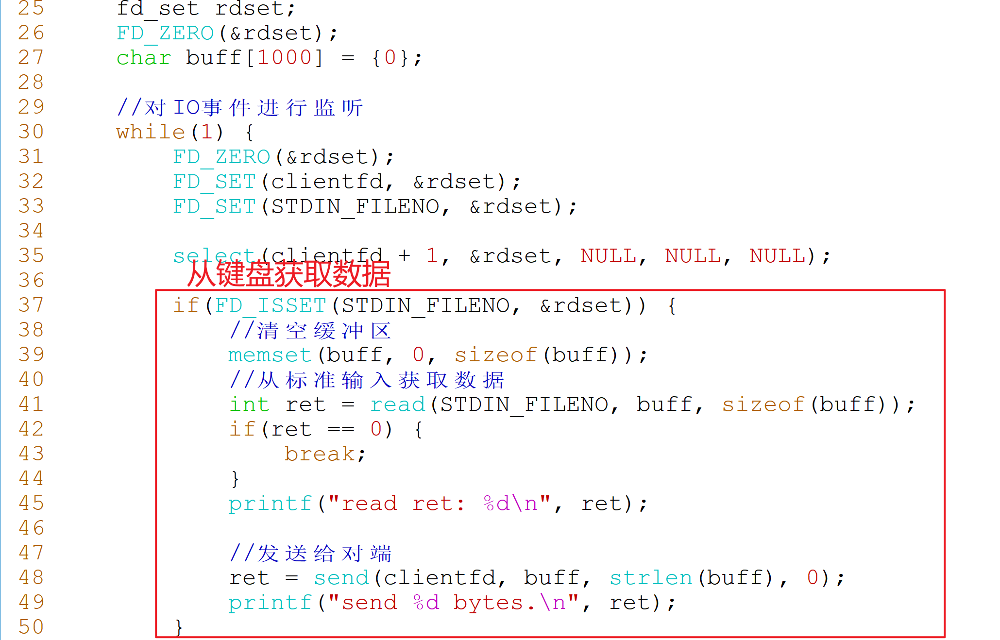 25 fd_set rdset;
26 FD_ZERO(&rdset);
27 char buff[1000] = {0};
28
29 //对IO事件进行监听
30 while(1) {
31 FD_ZERO(&rdset);
32 FD_SET(clientfd, &rdset);
33 FD_SET(STDIN_FILENO, &rdset);
34
35 select(clientfd + 1, &rdset, NULL, NULL, NULL);
从键盘获取数据
36
37 if(FD_ISSET(STDIN_FILENO, &rdset)) {
38 //清空缓冲区
39 memset(buff, 0, sizeof(buff));
40 //从标准输入获取数据
41 int ret = read(STDIN_FILENO, buff, sizeof(buff));
42 if(ret == 0) {
43 break;
44 }
45 printf("read ret: %d\n", ret);
46
47 //发送给对端
48 ret = send(clientfd, buff, strlen(buff), 0);
49 printf("send %d bytes.\n", ret);
50 }